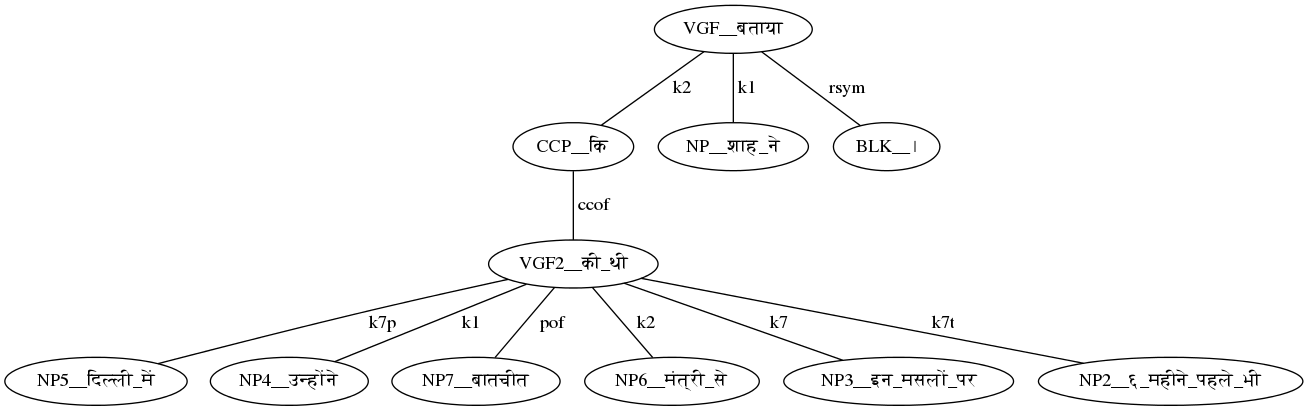 VGF__बताया
k2 k1 rsym
CCP__कि NP__शाह_ने BLK__।
ccof
VGF2__की_थी
k7p k1 pof k2 k7 k7t
NP5__दिल्ली_में NP4__उन्होंने NP7__बातचीत NP6__मंत्री_से NP3__इन_मसलों_पर NP2__६_महीने_पहले_भी